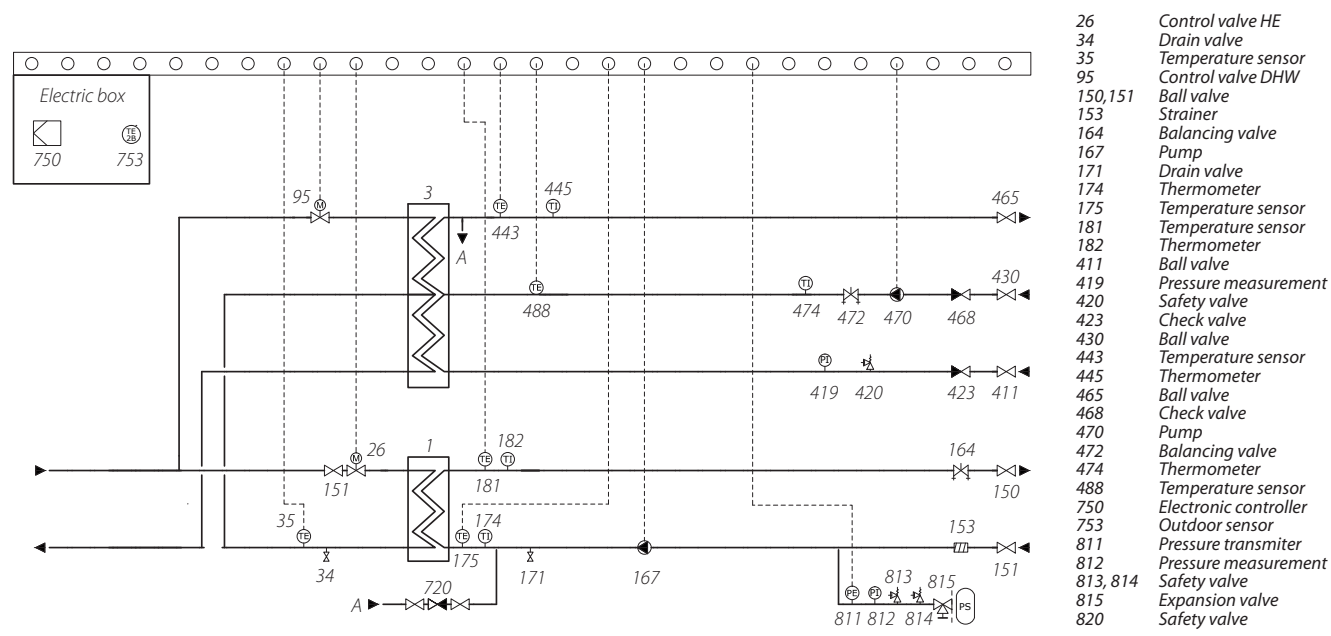 Electric box
TE
2B
750
753
95
M
3
TE
443
445
TI
465
A
TE
488
TI
474
472
470
468
430
PI
419
420
423
411
26
M
151
1
182
TE
TI
181
164
150
35
TE
34
TE
175
174
TI
171
167
153
151
A
720
PE
811
PI
812
813
814
815
PS
26 Control valve HE
34 Drain valve
35 Temperature sensor
95 Control valve DHW
150,151 Ball valve
153 Strainer
164 Balancing valve
167 Pump
171 Drain valve
174 Thermometer
175 Temperature sensor
181 Temperature sensor
182 Thermometer
411 Ball valve
419 Pressure measurement
420 Safety valve
423 Check valve
430 Ball valve
443 Temperature sensor
445 Thermometer
465 Ball valve
468 Check valve
470 Pump
472 Balancing valve
474 Thermometer
488 Temperature sensor
750 Electronic controller
753 Outdoor sensor
811 Pressure transmiter
812 Pressure measurement
813, 814 Safety valve
815 Expansion valve
820 Safety valve